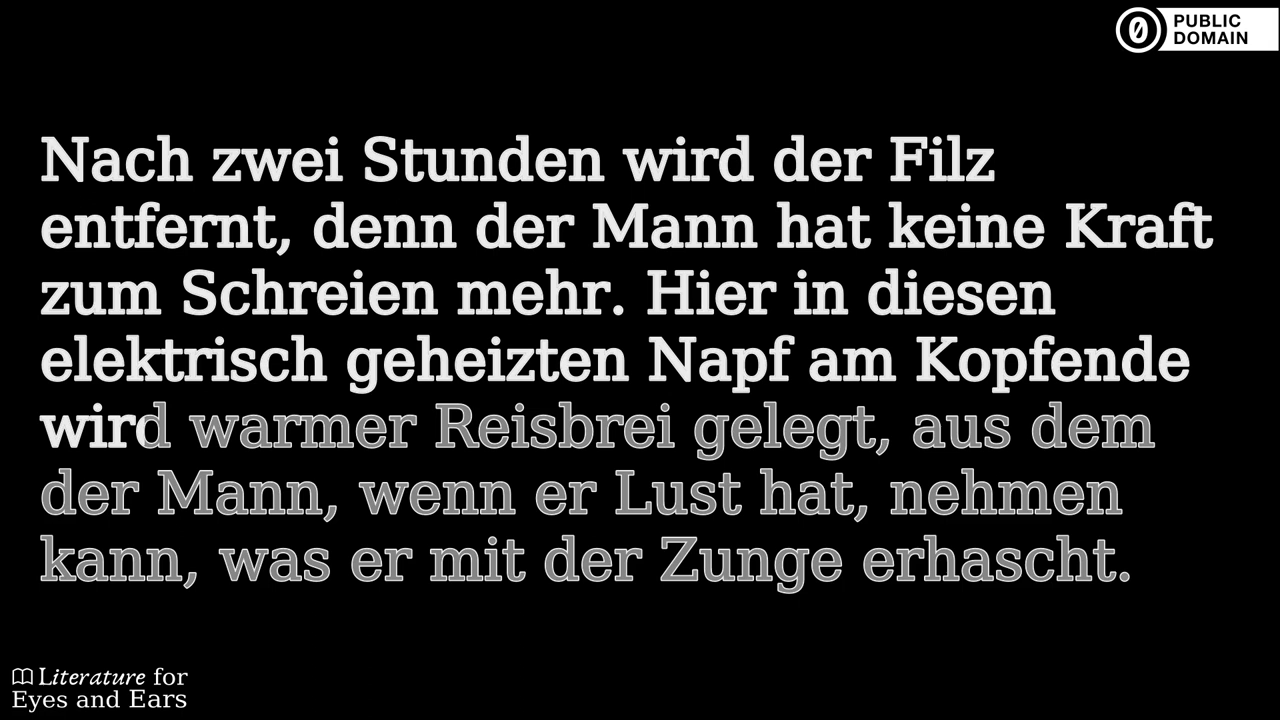 PUBLIC
DOMAIN
Nach zwei Stunden wird der Filz
entfernt, denn der Mann hat keine Kraft
zum Schreien mehr. Hier in diesen
elektrisch geheizten Napf am Kopfende
wird warmer Reisbrei gelegt, aus dem
der Mann, wenn er Lust hat, nehmen
kann, was er mit der Zunge erhascht.
Literature for
Eyes and Ears